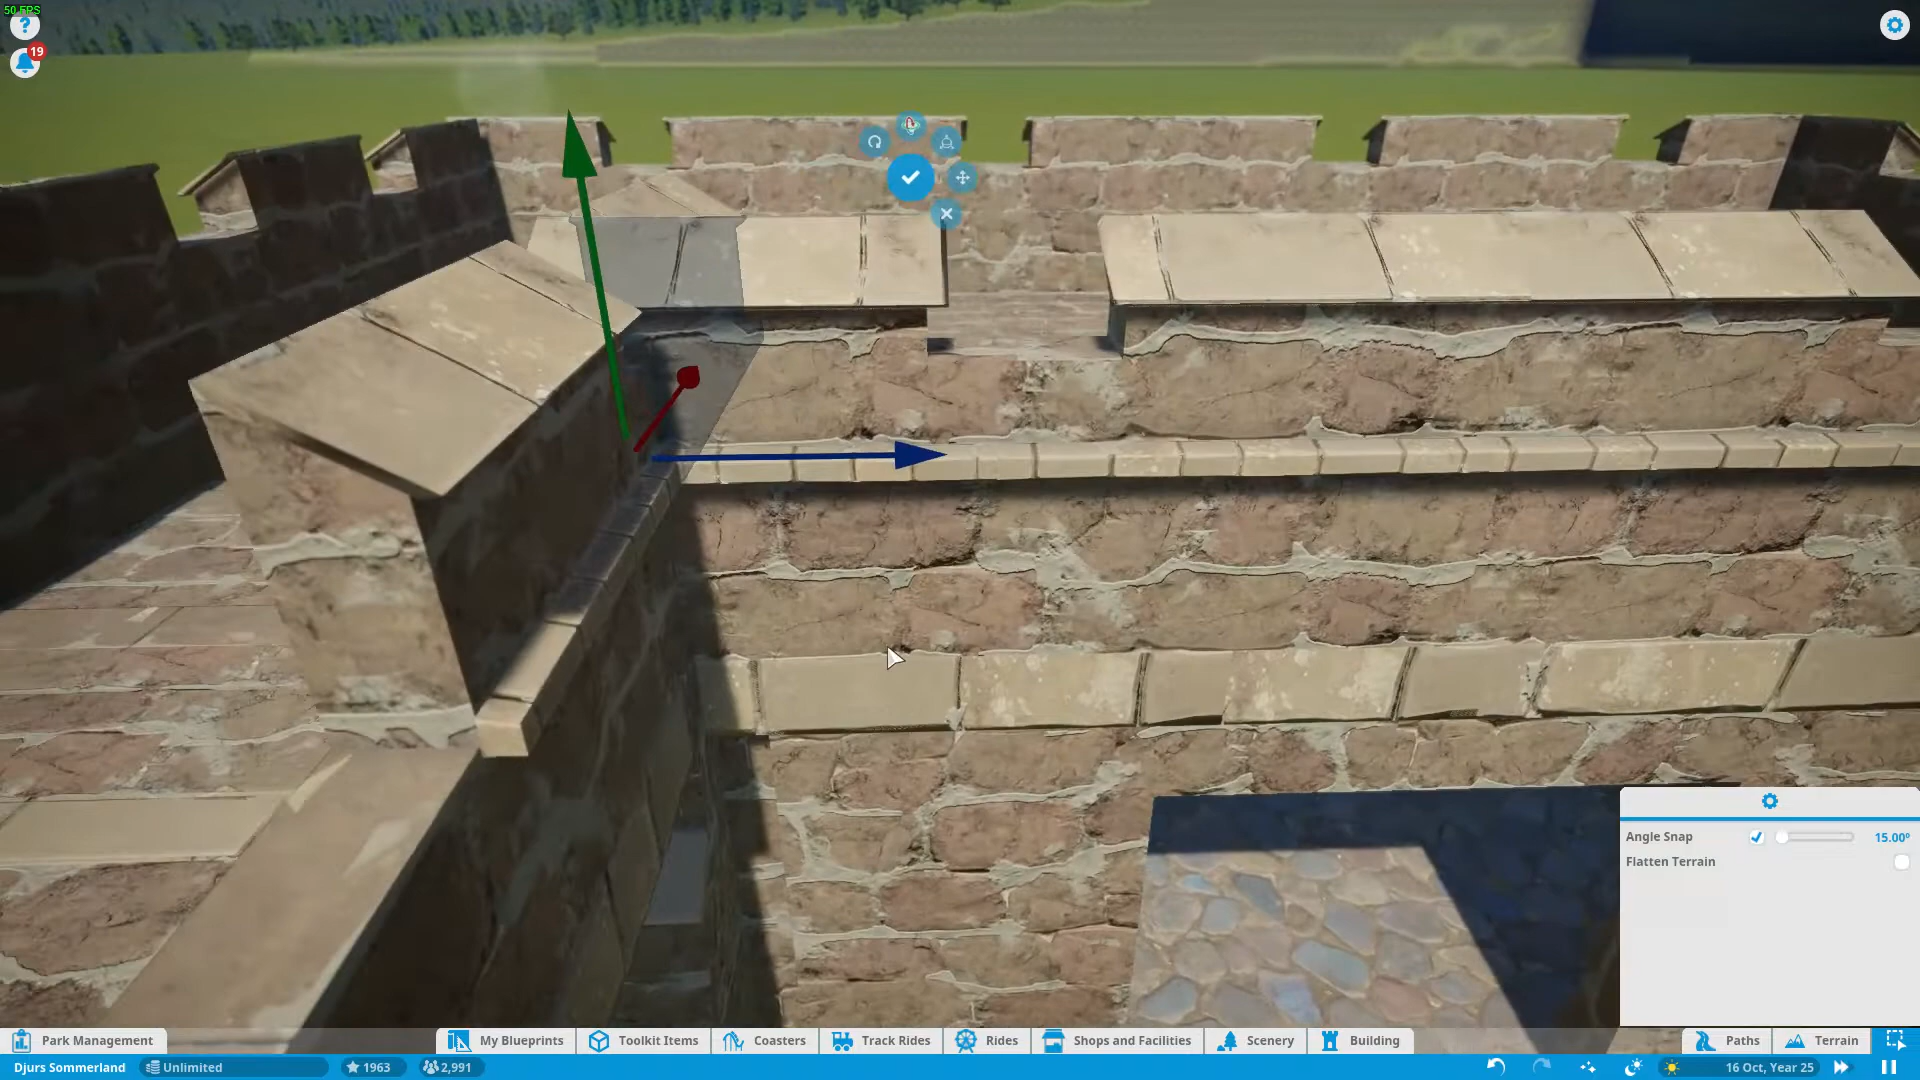 50 FPS
?
19
Angle Snap 15.00°
Flatten Terrain
Park Management
My Blueprints
Toolkit Items
Coasters
Track Rides
Rides
Shops and Facilities
Scenery
Building
Paths
Terrain
Djurs Sommerland
Unlimited
1963
2,991
16 Oct, Year 25